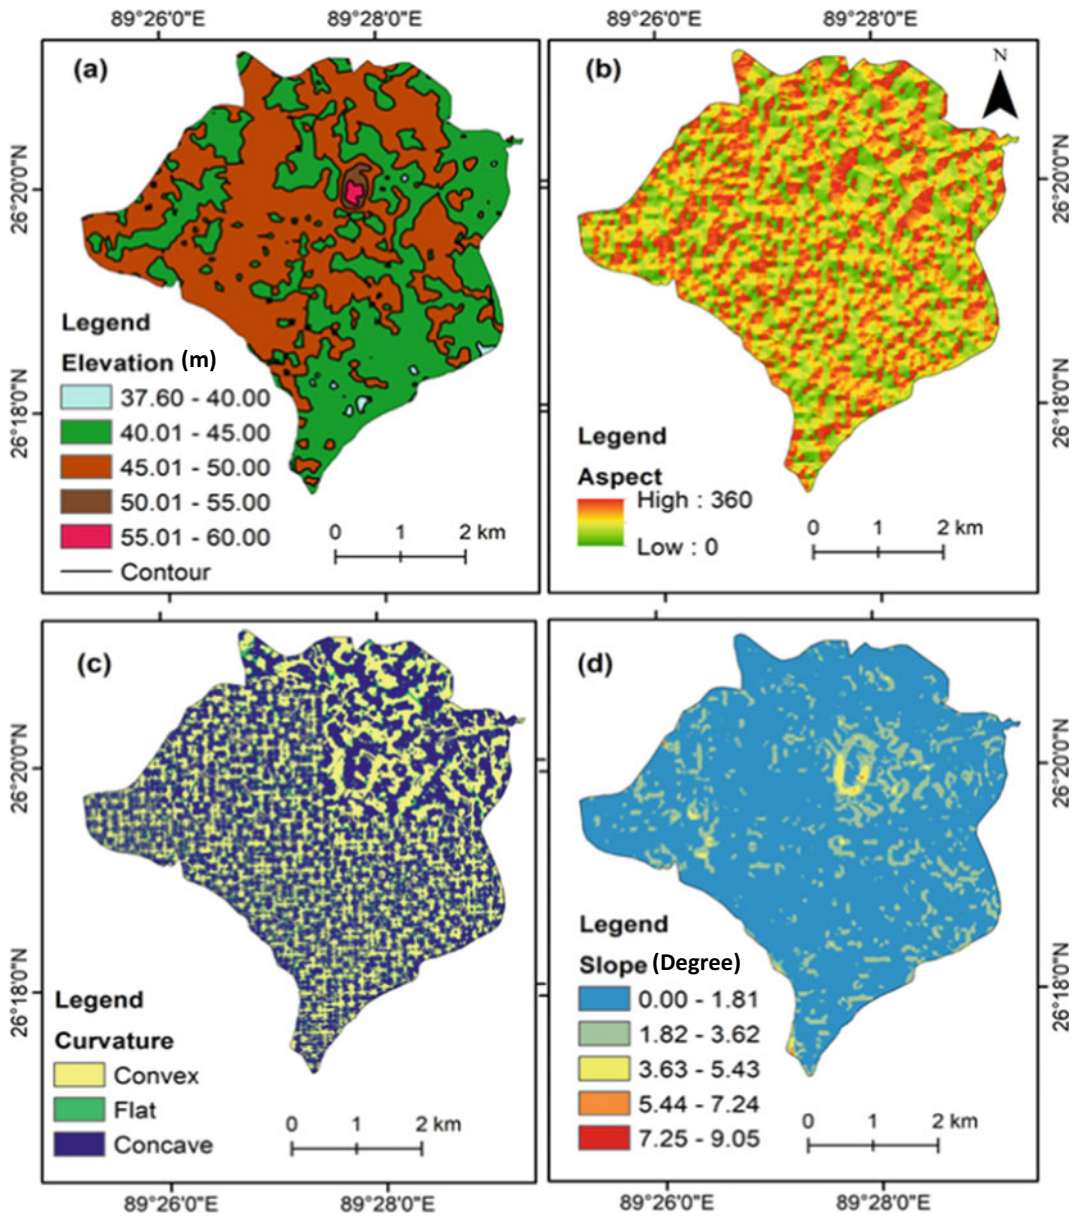 89°26'0"E 89°28'0"E 89°26'0"E 89°28'0"E
(a)
26°20'0"N
26°18'0"N
Legend
Elevation (m)
37.60 - 40.00
40.01 - 45.00
45.01 - 50.00
50.01 - 55.00
55.01 - 60.00
Contour
0 1 2 km
(b)
N
26°20'0"N
26°18'0"N
Legend
Aspect
High : 360
Low : 0
0 1 2 km
(c)
26°20'0"N
26°18'0"N
Legend
Curvature
Convex
Flat
Concave
0 1 2 km
(d)
26°20'0"N
26°18'0"N
Legend
Slope (Degree)
0.00 - 1.81
1.82 - 3.62
3.63 - 5.43
5.44 - 7.24
7.25 - 9.05
0 1 2 km
89°26'0"E 89°28'0"E 89°26'0"E 89°28'0"E